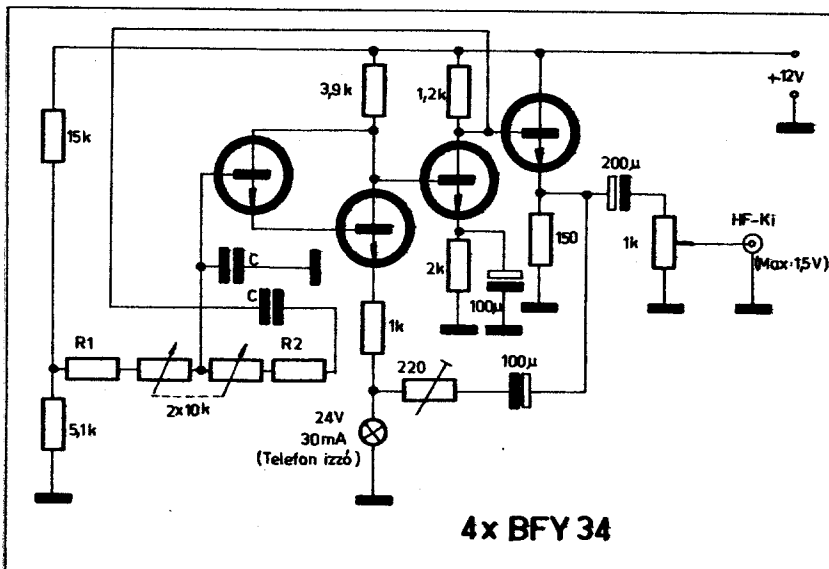 3,9k
1,2k
+12V
15k
200µ
HF-Ki
(Max:1,5V)
150
1k
2k
100µ
C
C
1k
R1
R2
220
100µ
2x10k
5,1k
24V
30mA
(Telefon izzó)
4x BFY 34